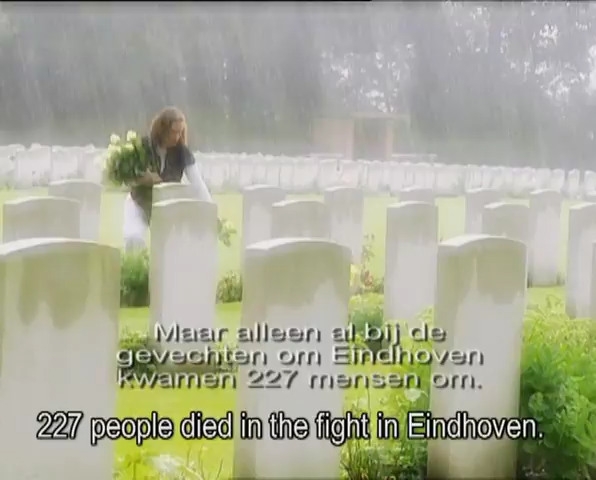 Maar alleen al bij de
gevechten om Eindhoven
kwamen 227 mensen om.
227 people died in the fight in Eindhoven.